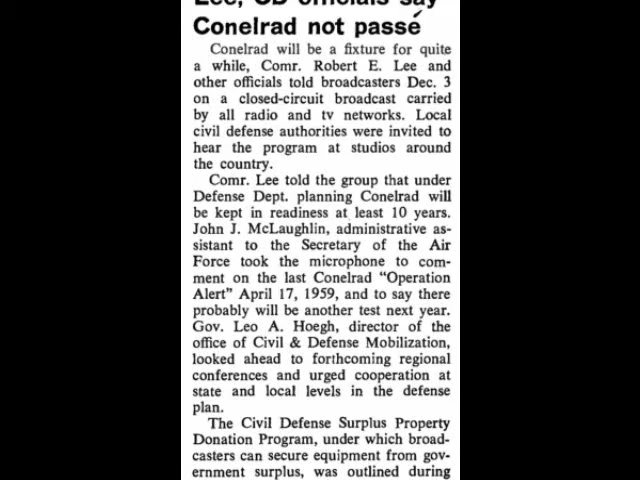 Lee, CD officials say
Conelrad not passé
Conelrad will be a fixture for quite
a while, Comr. Robert E. Lee and
other officials told broadcasters Dec. 3
on a closed-circuit broadcast carried
by all radio and tv networks. Local
civil defense authorities were invited to
hear the program at studios around
the country.
Comr. Lee told the group that under
Defense Dept. planning Conelrad will
be kept in readiness at least 10 years.
John J. McLaughlin, administrative as-
sistant to the Secretary of the Air
Force took the microphone to com-
ment on the last Conelrad “Operation
Alert” April 17, 1959, and to say there
probably will be another test next year.
Gov. Leo A. Hoegh, director of the
office of Civil & Defense Mobilization,
looked ahead to forthcoming regional
conferences and urged cooperation at
state and local levels in the defense
plan.
The Civil Defense Surplus Property
Donation Program, under which broad-
casters can secure equipment from gov-
ernment surplus, was outlined during